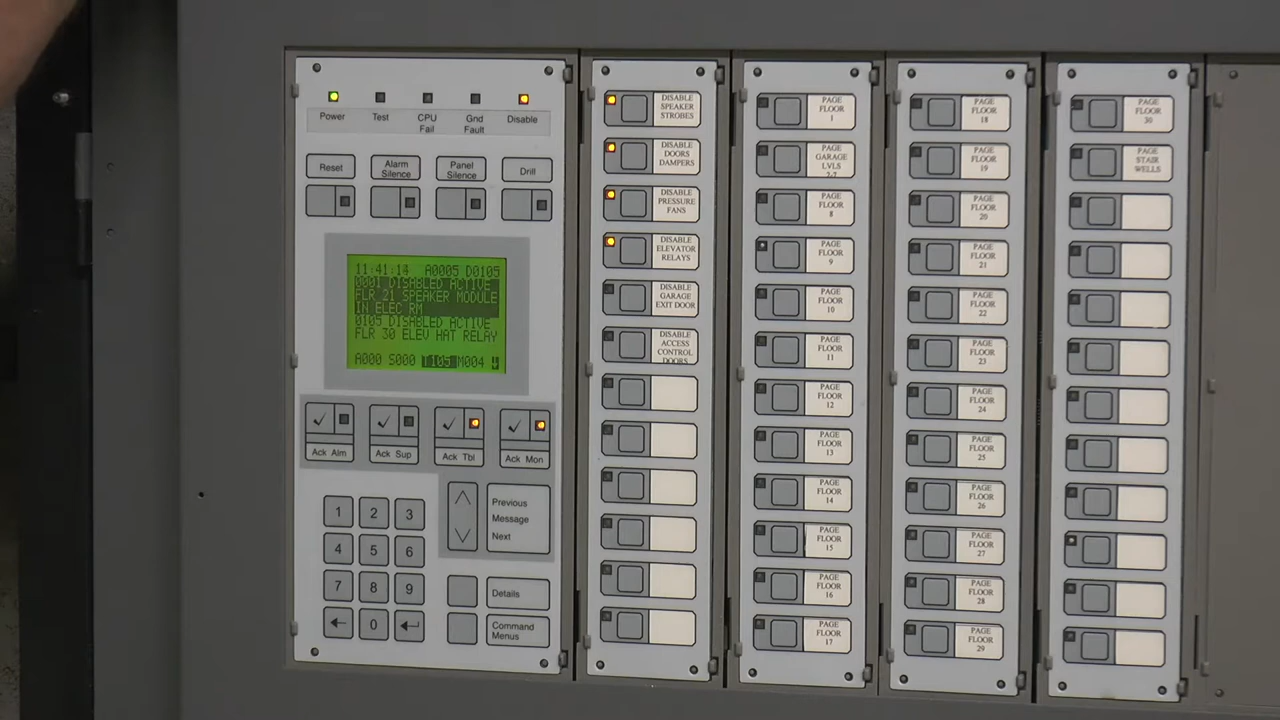 Power
Test
CPU
Fail
Gnd
Fault
Disable
Reset
Alarm
Silence
Panel
Silence
Drill
11:41:14 A0005 D0105
0001 DISABLED ACTIVE
FLR 21 SPEAKER MODULE
IN ELEC RM
0105 DISABLED ACTIVE
FLR 30 ELEV HAT RELAY
A000 S000 T105 M004
Ack Alm
Ack Sup
Ack Tbl
Ack Mon
1 2 3
4 5 6
7 8 9
0
Previous
Message
Next
Details
Command
Menus
DISABLE
SPEAKER
STROBES
DISABLE
DOORS
DAMPERS
DISABLE
PRESSURE
FANS
DISABLE
ELEVATOR
RELAYS
DISABLE
GARAGE
EXIT DOOR
DISABLE
ACCESS
CONTROL
DOORS
PAGE
FLOOR
1
PAGE
GARAGE
LVLS
2-7
PAGE
FLOOR
8
PAGE
FLOOR
9
PAGE
FLOOR
10
PAGE
FLOOR
11
PAGE
FLOOR
12
PAGE
FLOOR
13
PAGE
FLOOR
14
PAGE
FLOOR
15
PAGE
FLOOR
16
PAGE
FLOOR
17
PAGE
FLOOR
18
PAGE
FLOOR
19
PAGE
FLOOR
20
PAGE
FLOOR
21
PAGE
FLOOR
22
PAGE
FLOOR
23
PAGE
FLOOR
24
PAGE
FLOOR
25
PAGE
FLOOR
26
PAGE
FLOOR
27
PAGE
FLOOR
28
PAGE
FLOOR
29
PAGE
FLOOR
30
PAGE
STAIR
WELLS